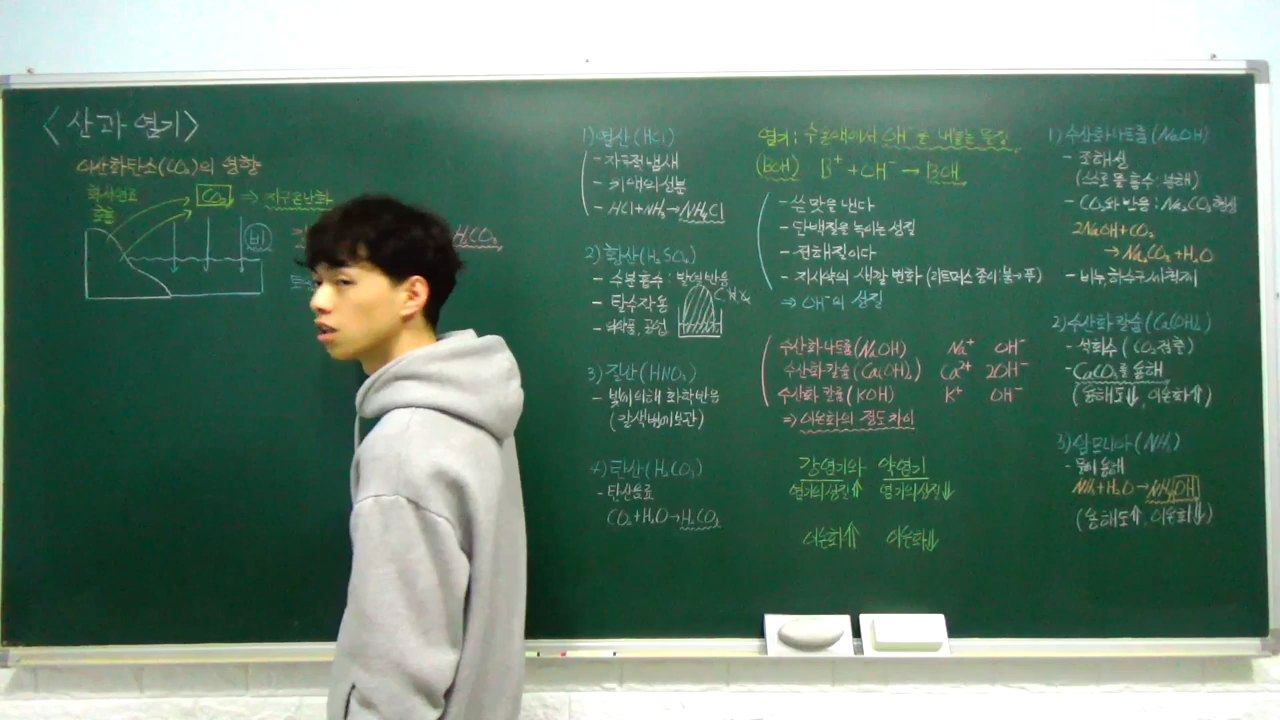 <산과 염기>
이산화탄소(CO₂)의 영향
화석연료
CO₂ ⇒ 지구온난화
비
H₂CO₃
1) 염산(HCl)
- 자극적 냄새
- 위액의 성분
- HCl+NH₃→NH₄Cl
2) 황산(H₂SO₄)
- 수분흡수: 발열반응
- 탈수작용
- 의약품, 공업
3) 질산(HNO₃)
- 빛에 의해 화학반응
(갈색병에 보관)
4) 탄산(H₂CO₃)
- 탄산음료
CO₂+H₂O→H₂CO₃
염기: 수용액에서 OH⁻을 내놓는 물질
(BOH) B⁺+OH⁻→BOH
- 쓴 맛을 낸다
- 단백질을 녹이는 성질
- 전해질이다
- 지시약의 색깔 변화 (리트머스 종이:붉→푸)
⇒ OH⁻의 성질
수산화나트륨(NaOH) Na⁺ OH⁻
수산화칼슘(Ca(OH)₂) Ca²⁺ 2OH⁻
수산화 칼륨(KOH) K⁺ OH⁻
⇒ 이온화의 정도 차이
강염기와 약염기
염기의성질⇑ 염기의성질⇓
이온화⇑ 이온화⇓
1) 수산화나트륨(NaOH)
- 조해성
(스스로 물 흡수:용해)
- CO₂와 반응: Na₂CO₃형성
2NaOH+CO₂
→Na₂CO₃+H₂O
- 비누, 하수구 세척제
2) 수산화 칼슘(Ca(OH)₂)
- 석회수 (CO₂검출)
- CaCO₃를 용해
(용해도⇓, 이온화⇑)
3) 암모니아(NH₃)
- 물에 용해
NH₃+H₂O→NH₄OH
(용해도⇑, 이온화⇓)